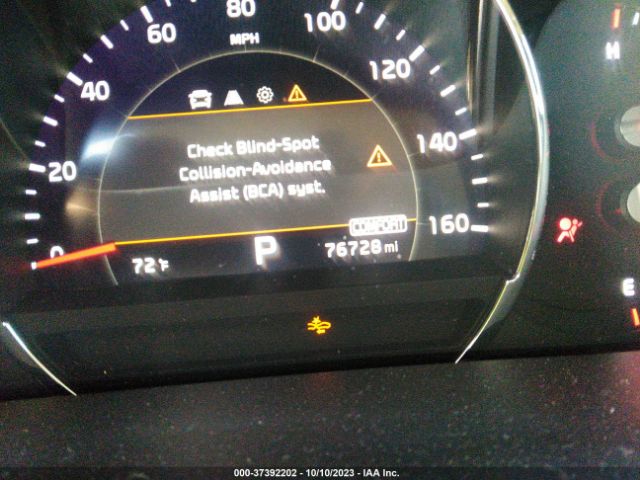 60 80 100
MPH
40 120
H
Check Blind-Spot
Collision-Avoidance
Assist (BCA) syst.
20 140
COMFORT
0 160
72°F P 76728 mi
E
000-37392202 - 10/10/2023 - IAA Inc.